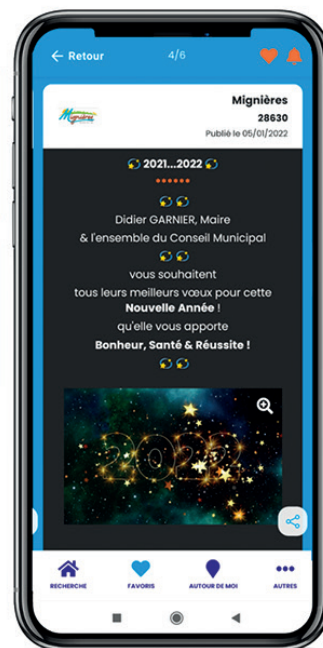 Retour
4/6
Mignières
Mignières
28630
Publié le 05/01/2022
2021...2022
Didier GARNIER, Maire
& l'ensemble du Conseil Municipal
vous souhaitent
tous leurs meilleurs vœux pour cette
Nouvelle Année !
qu'elle vous apporte
Bonheur, Santé & Réussite !
2022
RECHERCHE
FAVORIS
AUTOUR DE MOI
AUTRES